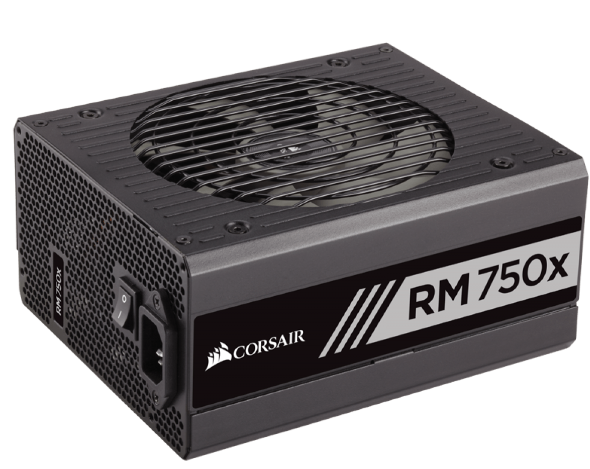 RM 750x
CORSAIR
RM 750x
O
I